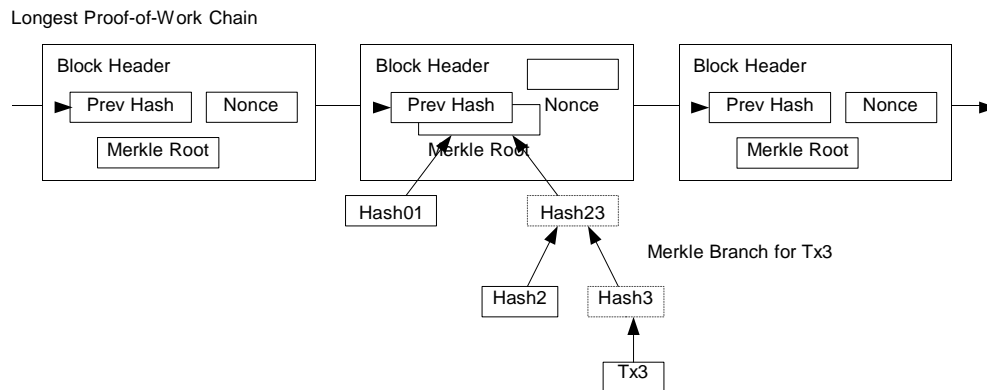 Longest Proof-of-Work Chain
Block Header
Prev Hash Nonce
Merkle Root
Block Header
Prev Hash Nonce
Merkle Root
Block Header
Prev Hash Nonce
Merkle Root
Hash01 Hash23
Merkle Branch for Tx3
Hash2 Hash3
Tx3